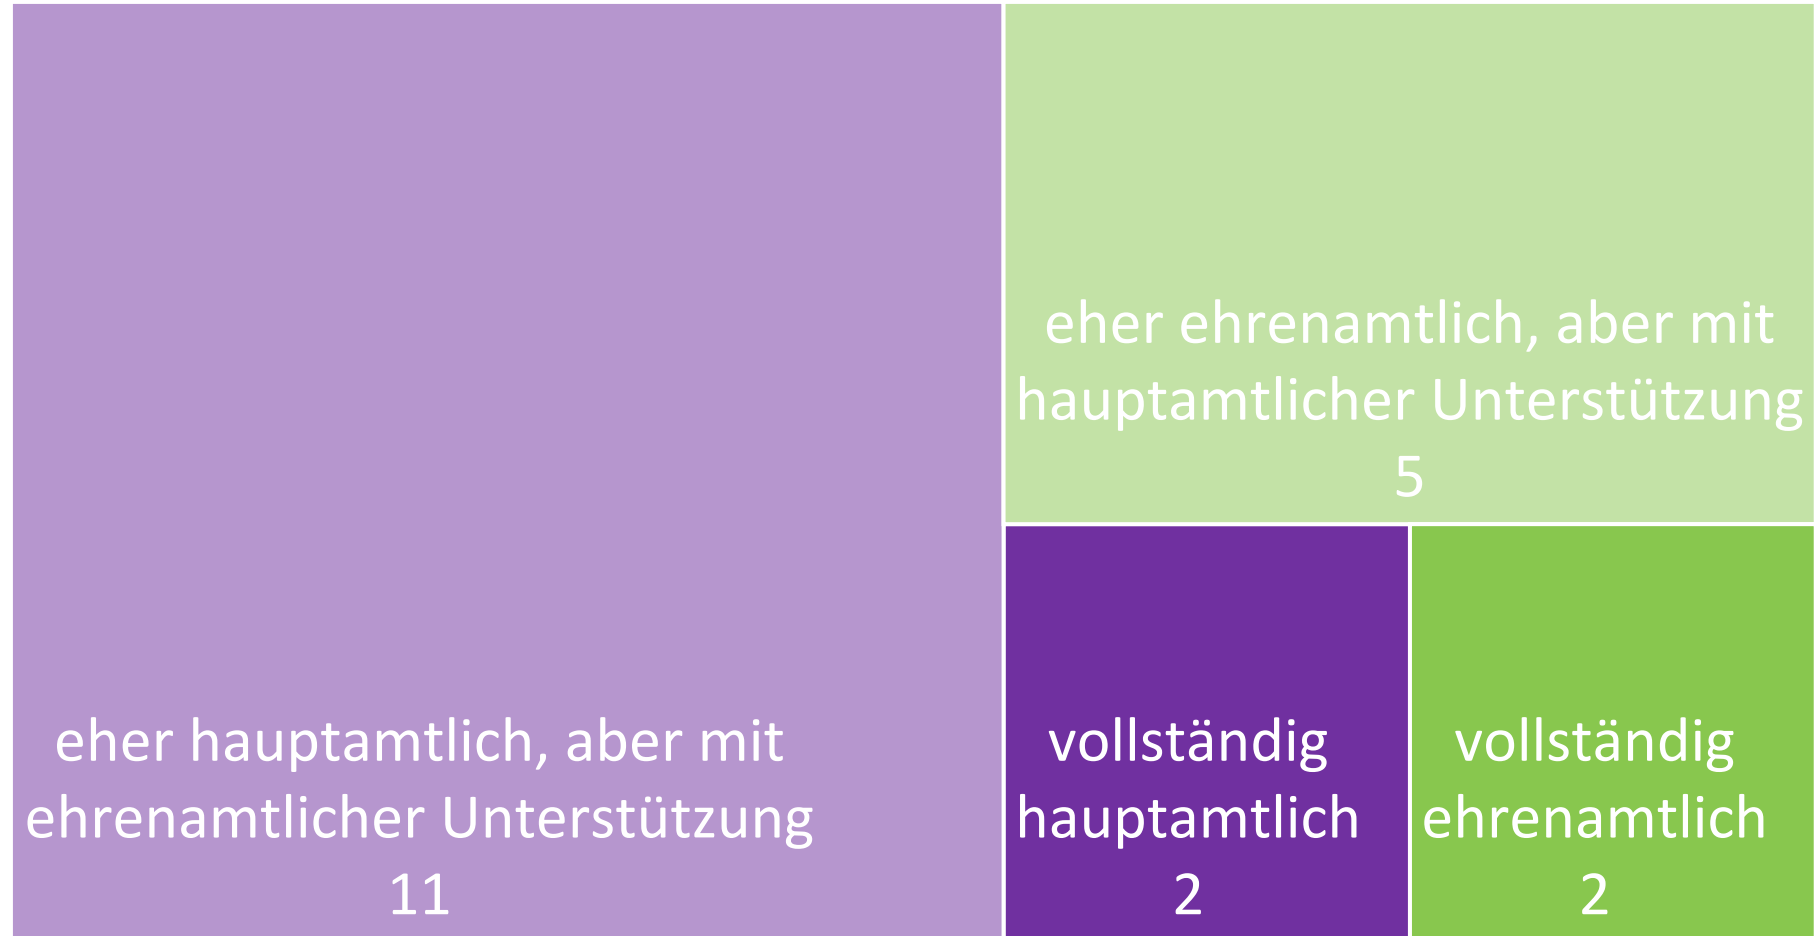 eher hauptamtlich, aber mit
ehrenamtlicher Unterstützung
11
eher ehrenamtlich, aber mit
hauptamtlicher Unterstützung
5
vollständig
hauptamtlich
2
vollständig
ehrenamtlich
2